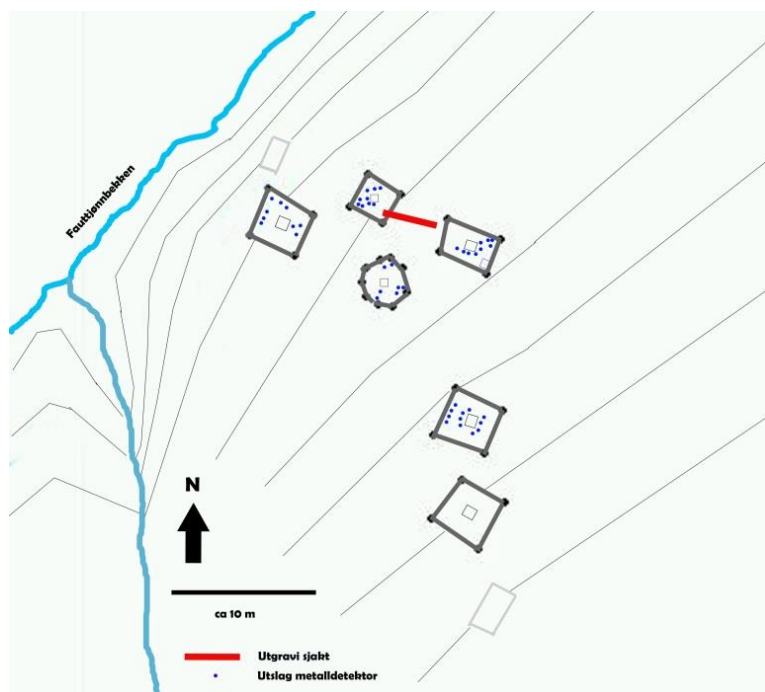 Fauttjønnbekken
N
ca 10 m
Utgravi sjakt
Utslag metalldetektor